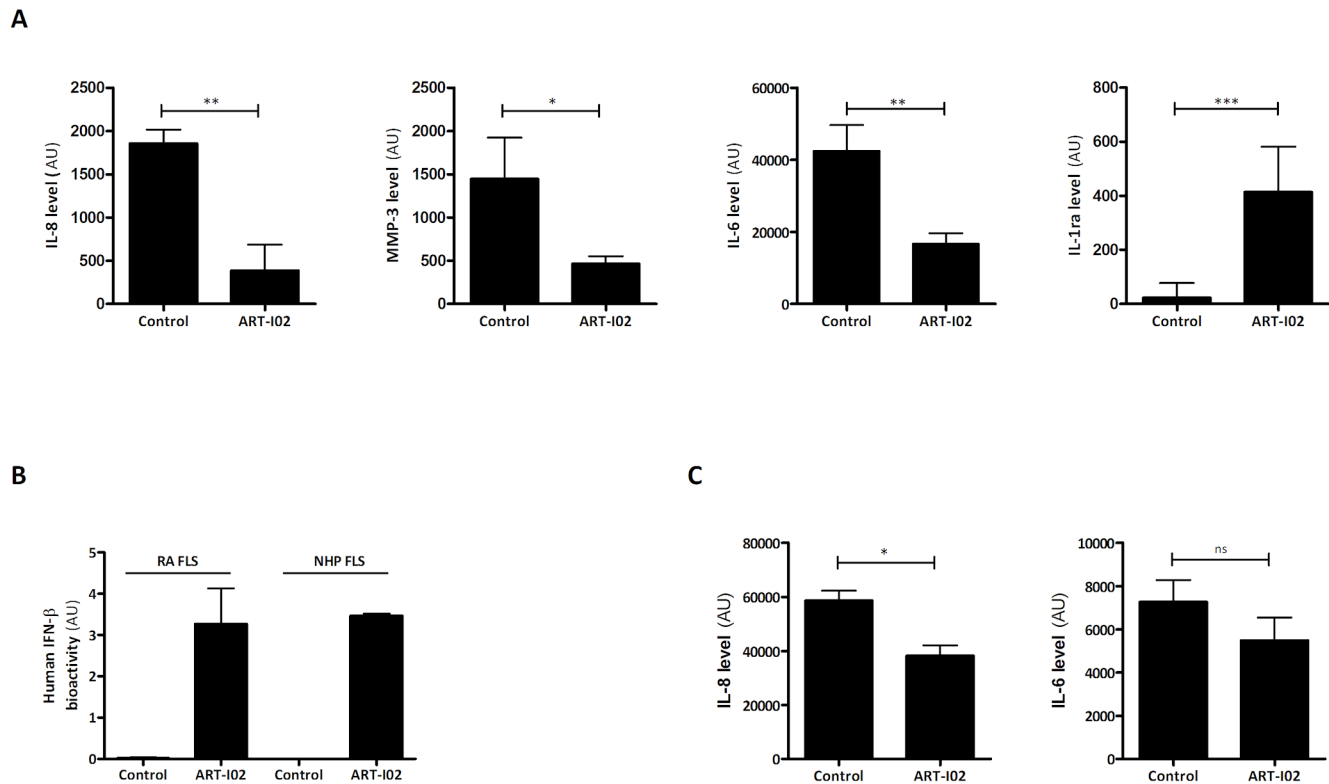 A
IL-8 level (AU)
2500
2000
1500
1000
500
0
**
Control
ART-I02
MMP-3 level (AU)
2500
2000
1500
1000
500
0
*
Control
ART-I02
IL-6 level (AU)
60000
40000
20000
0
**
Control
ART-I02
IL-1ra level (AU)
800
600
400
200
0
***
Control
ART-I02
B
Human IFN-β
bioactivity (AU)
5
4
3
2
1
0
RA FLS
NHP FLS
Control
ART-I02
Control
ART-I02
C
IL-8 level (AU)
80000
60000
40000
20000
0
*
Control
ART-I02
IL-6 level (AU)
10000
8000
6000
4000
2000
0
ns
Control
ART-I02